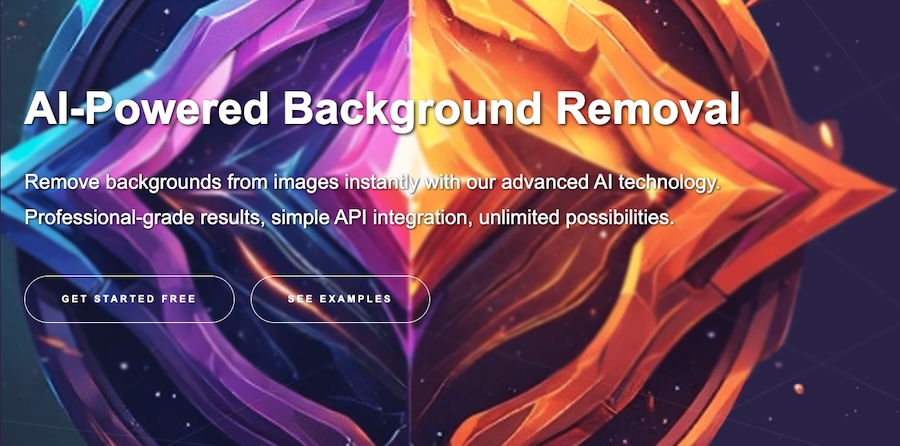 AI-Powered Background Removal
Remove backgrounds from images instantly with our advanced AI technology.
Professional-grade results, simple API integration, unlimited possibilities.
GET STARTED FREE
SEE EXAMPLES